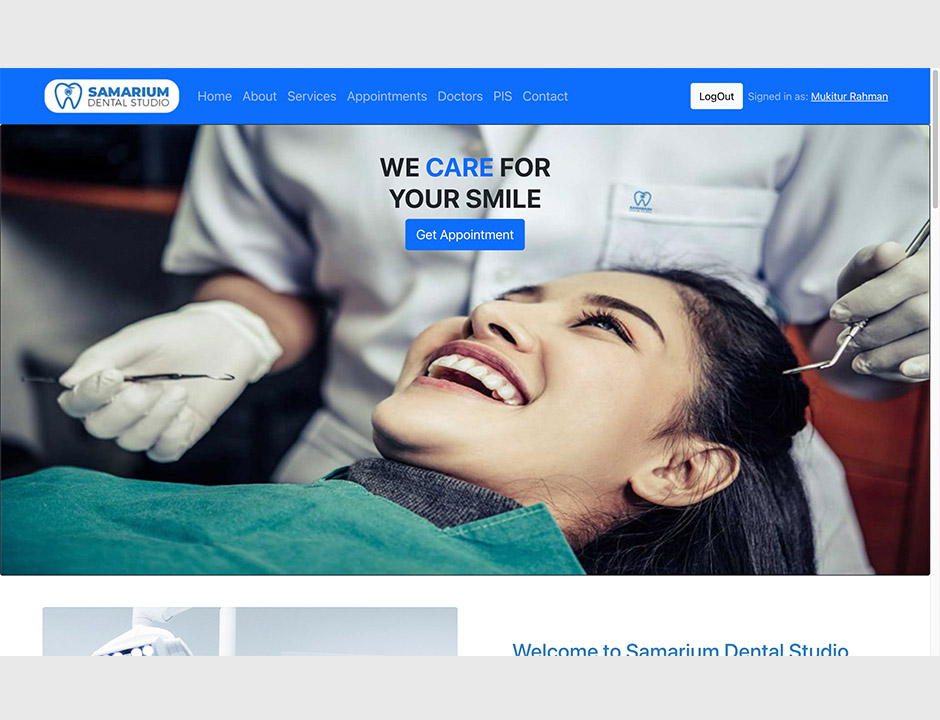 SAMARIUM
DENTAL STUDIO
Home About Services Appointments Doctors PIS Contact
LogOut Signed in as: Mukitur Rahman
WE CARE FOR
YOUR SMILE
SAMARIUM
Get Appointment
Welcome to Samarium Dental Studio